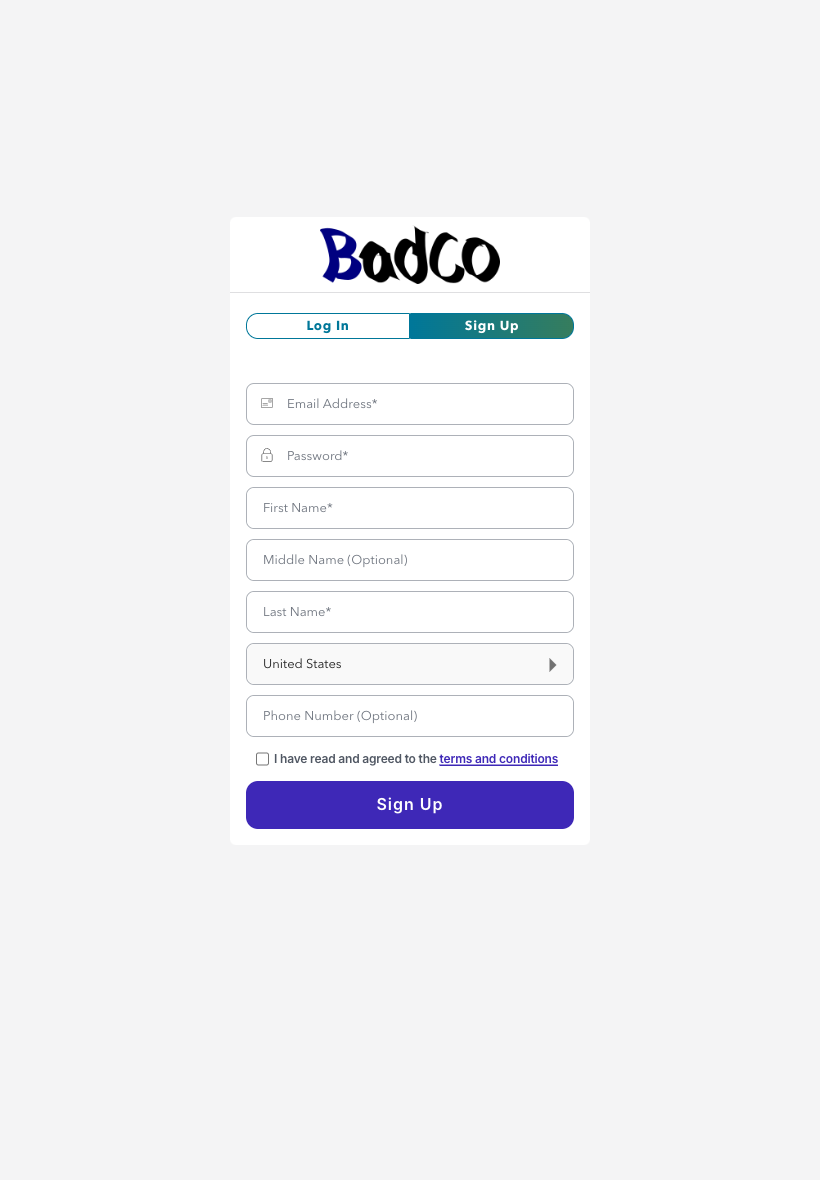 BadCo
Log In
Sign Up
Email Address*
Password*
First Name*
Middle Name (Optional)
Last Name*
United States
Phone Number (Optional)
I have read and agreed to the terms and conditions
Sign Up